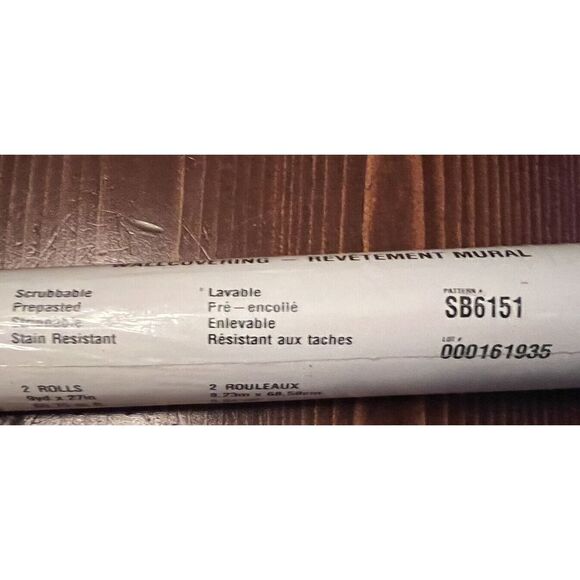 WALLCOVERING — REVETEMENT MURAL
Scrubbable
Prepasted
Strippable
Stain Resistant
Lavable
Pré-encollé
Enlevable
Résistant aux taches
PATTERN #
SB6151
LOT #
000161935
2 ROLLS
9yd x 27in
2 ROULEAUX
8.23m x 68.58cm